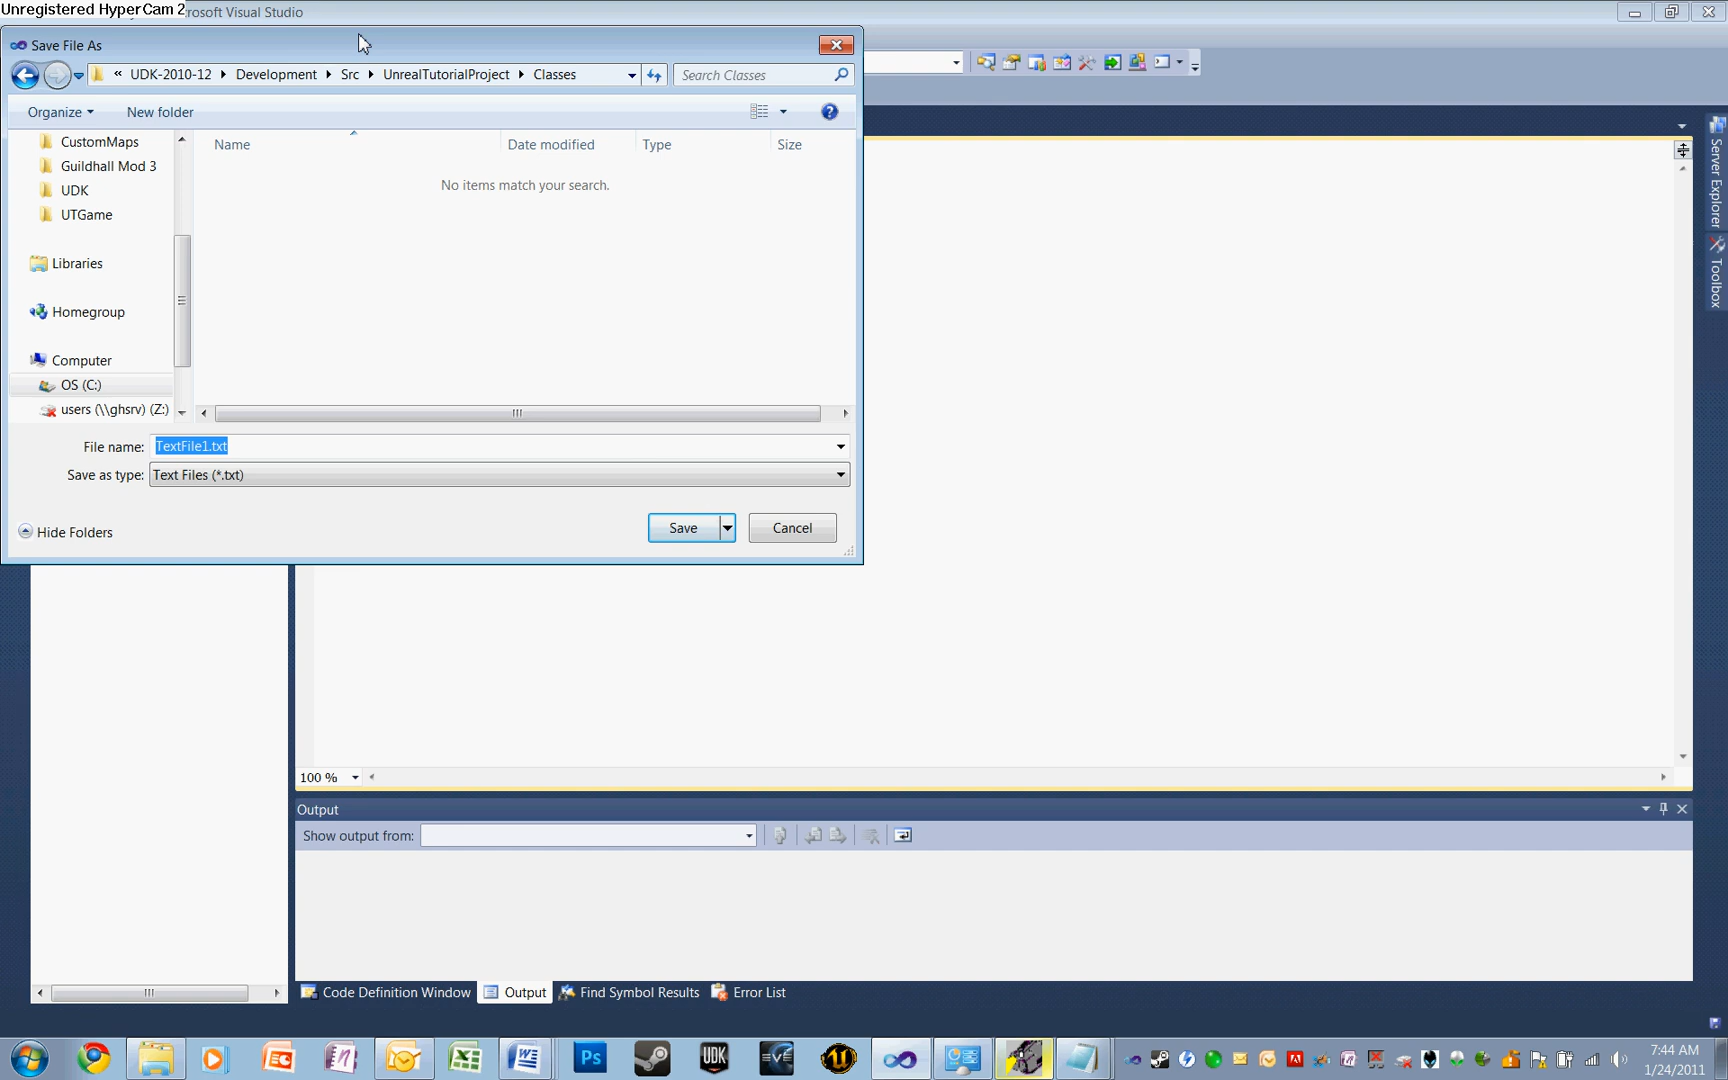 Unregistered HyperCam 2
rosoft Visual Studio
Save File As
« UDK-2010-12 Development Src UnrealTutorialProject Classes
Search Classes
Organize
New folder
Name
Date modified
Type
Size
CustomMaps
Guildhall Mod 3
UDK
UTGame
Libraries
Homegroup
Computer
OS (C:)
users (\\ghsrv) (Z:)
No items match your search.
File name: TextFile1.txt
Save as type: Text Files (*.txt)
Hide Folders
Save
Cancel
Server Explorer
Toolbox
100 %
Output
Show output from:
Code Definition Window
Output
Find Symbol Results
Error List
Ps
UDK
EVE
7:44 AM
1/24/2011